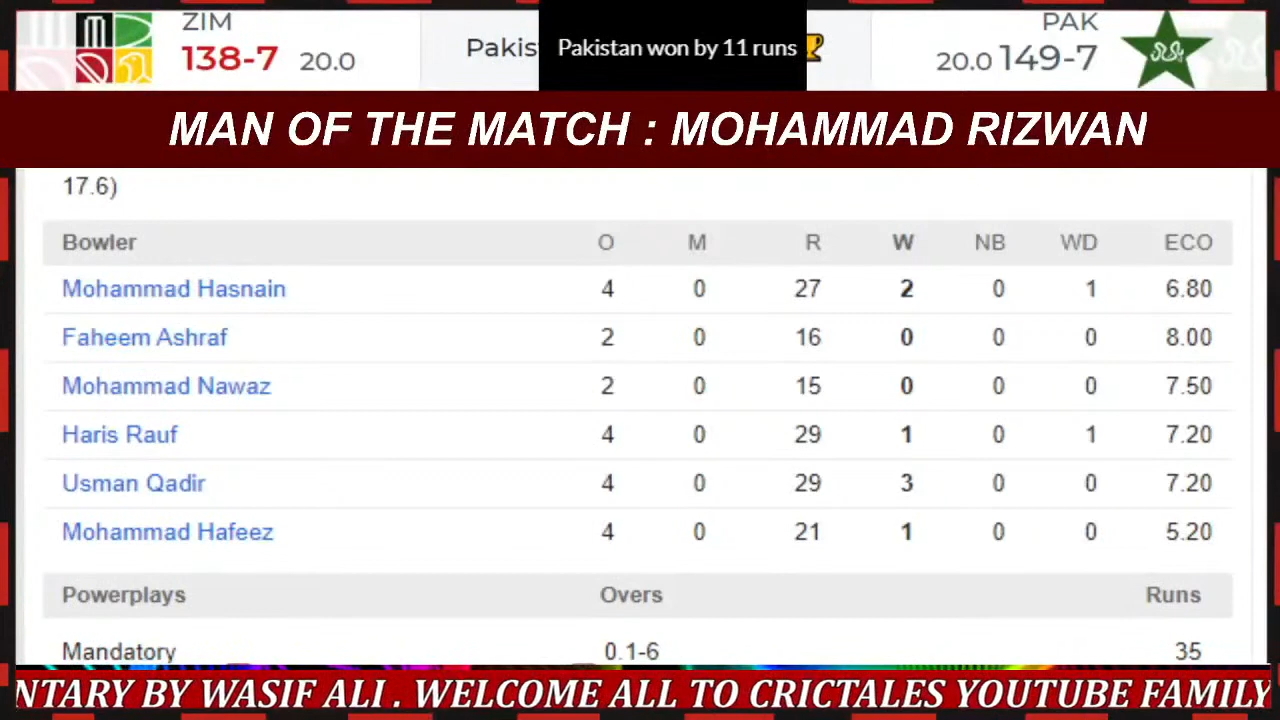 ZIM
138-7 20.0
Pakis
Pakistan won by 11 runs
PAK
20.0 149-7
MAN OF THE MATCH : MOHAMMAD RIZWAN
17.6)
Bowler O M R W NB WD ECO
Mohammad Hasnain 4 0 27 2 0 1 6.80
Faheem Ashraf 2 0 16 0 0 0 8.00
Mohammad Nawaz 2 0 15 0 0 0 7.50
Haris Rauf 4 0 29 1 0 1 7.20
Usman Qadir 4 0 29 3 0 0 7.20
Mohammad Hafeez 4 0 21 1 0 0 5.20
Powerplays Overs Runs
Mandatory 0.1-6 35
NTARY BY WASIF ALI . WELCOME ALL TO CRICTALES YOUTUBE FAMILY